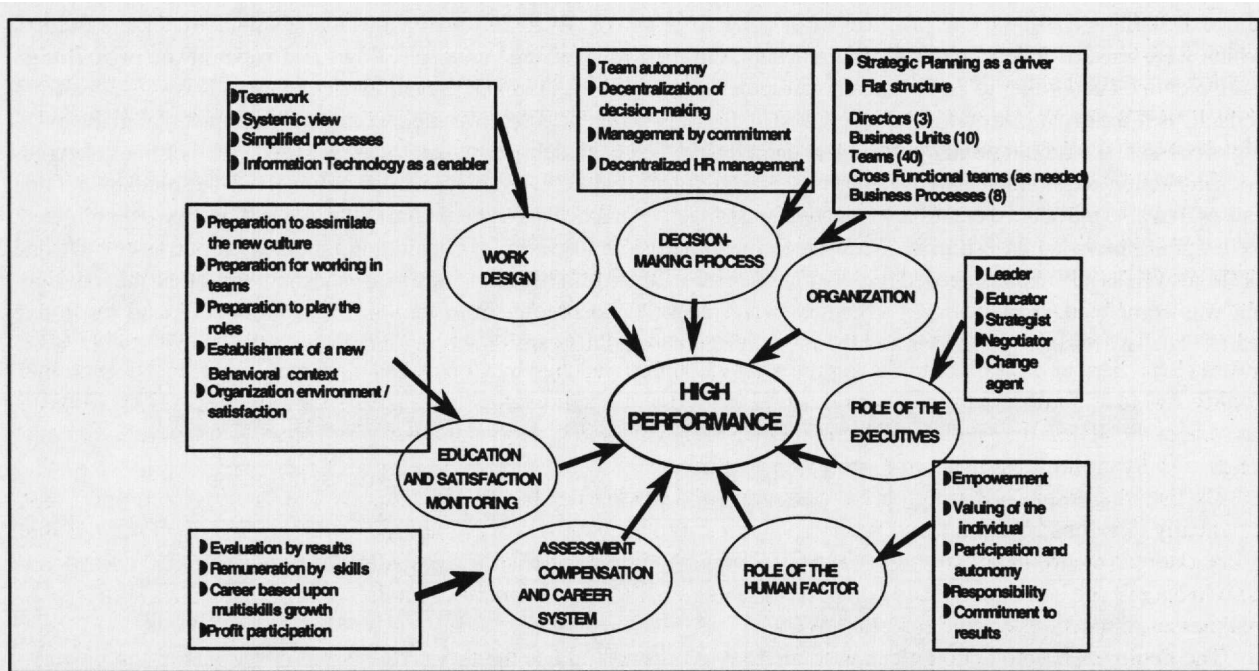 Teamwork
Systemic view
Simplified processes
Information Technology as enabler
Team autonomy
Decentralization of
decision-making
Management by commitment
Decentralized HR management
Strategic Planning as a driver
Flat structure
Directors (3)
Business Units (10)
Teams (40)
Cross Functional teams (as needed)
Business Processes (8)
Preparation to assimilate
the new culture
Preparation for working in
teams
Preparation to play the
roles
Establishment of a new
Behavioral context
Organization environment /
satisfaction
WORK
DESIGN
DECISION-
MAKING PROCESS
ORGANIZATION
Leader
Educator
Strategist
Negotiator
Change
agent
HIGH
PERFORMANCE
ROLE OF THE
EXECUTIVES
EDUCATION
AND SATISFACTION
MONITORING
Empowerment
Valuing of the
individual
Participation and
autonomy
Responsibility
Commitment to
results
Evaluation by results
Remuneration by skills
Career based upon
multiskills growth
Profit participation
ASSESSMENT
COMPENSATION
AND CAREER
SYSTEM
ROLE OF THE
HUMAN FACTOR